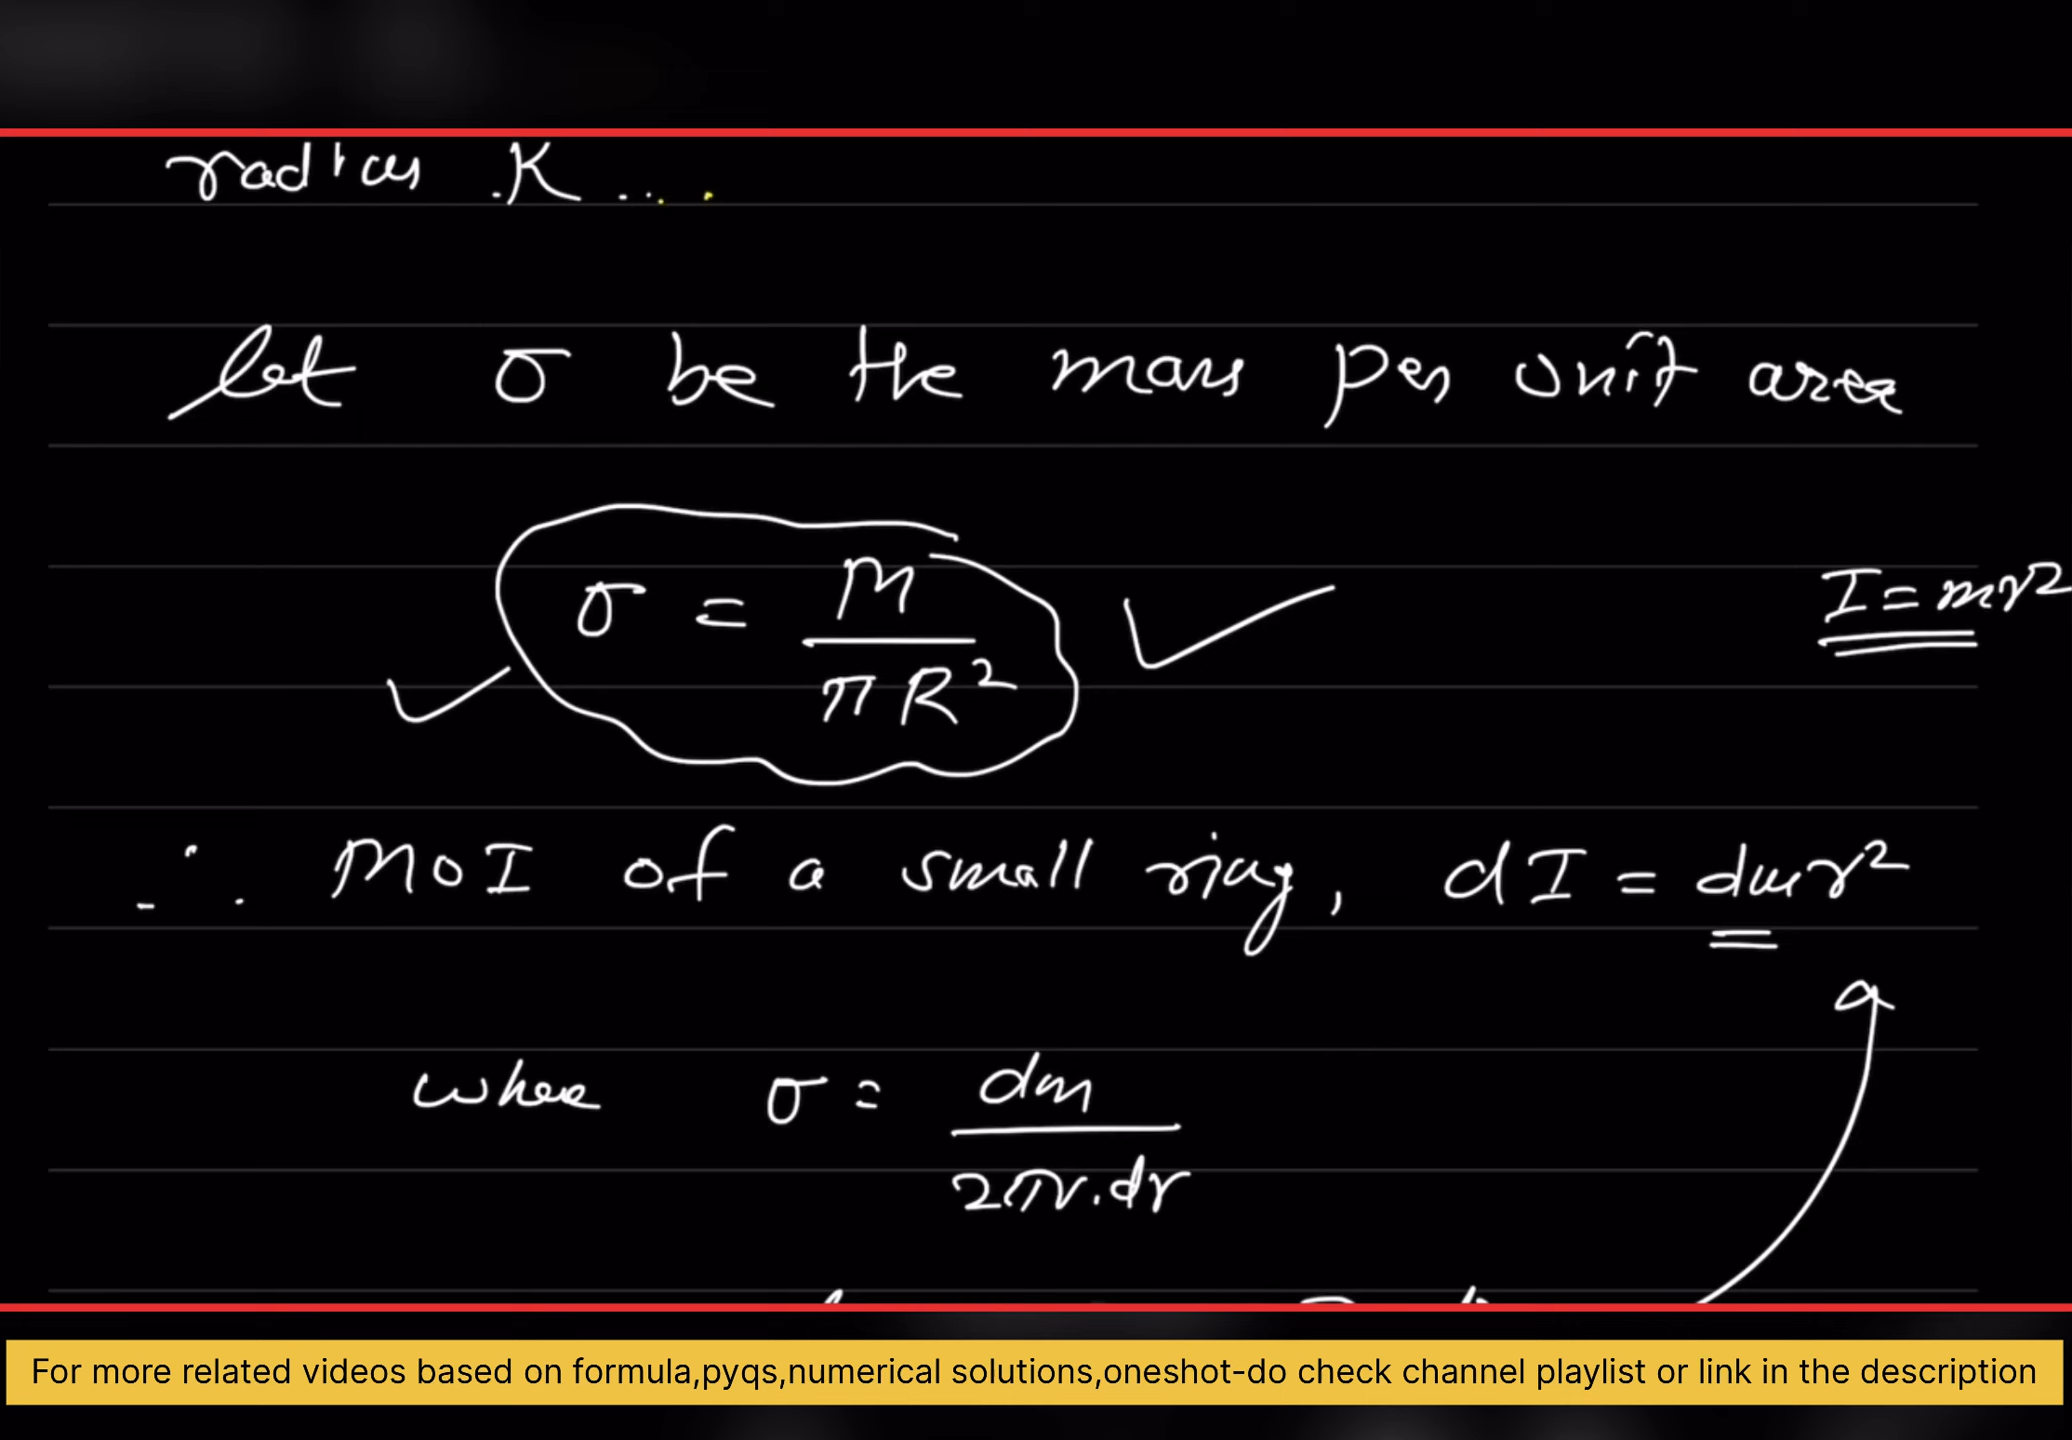 radius K....
let σ be the mass per unit area
σ = M / πR²
I = mr²
∴ MOI of a small ring, dI = dmr²
where σ = dm / 2πr.dr
For more related videos based on formula,pyqs,numerical solutions,oneshot-do check channel playlist or link in the description